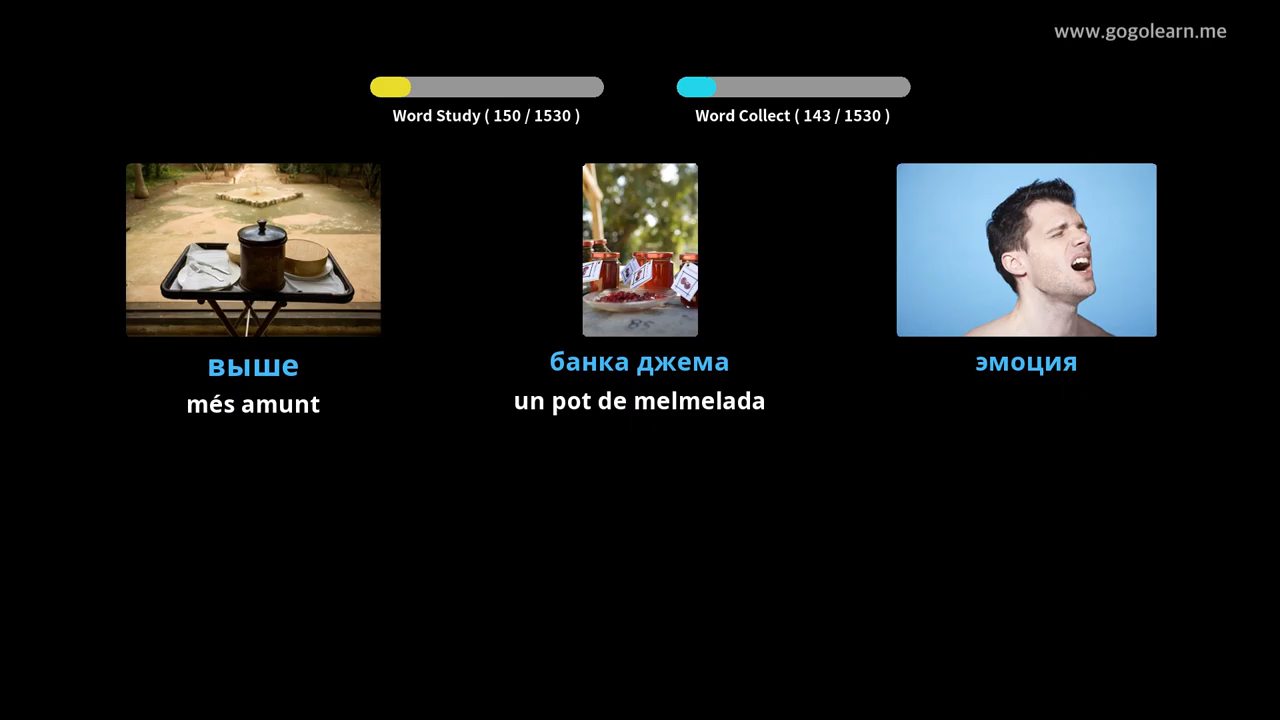 www.gogolearn.me
Word Study ( 150 / 1530 )
Word Collect ( 143 / 1530 )
выше
més amunt
банка джема
un pot de melmelada
эмоция